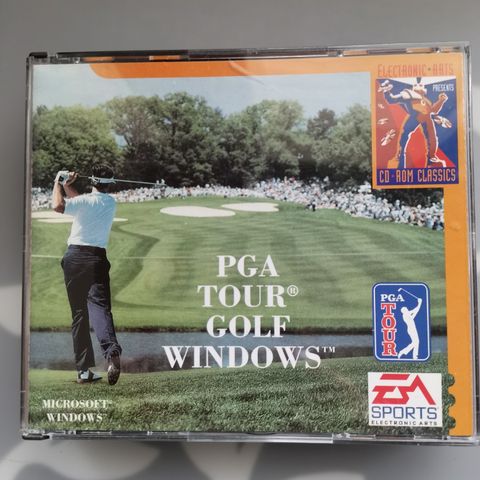 ELECTRONIC•ARTS
PRESENTS
CD-ROM CLASSICS
PGA
TOUR®
GOLF
WINDOWS™
PGA
TOUR
EA
SPORTS
ELECTRONIC ARTS
MICROSOFT®
WINDOWS™